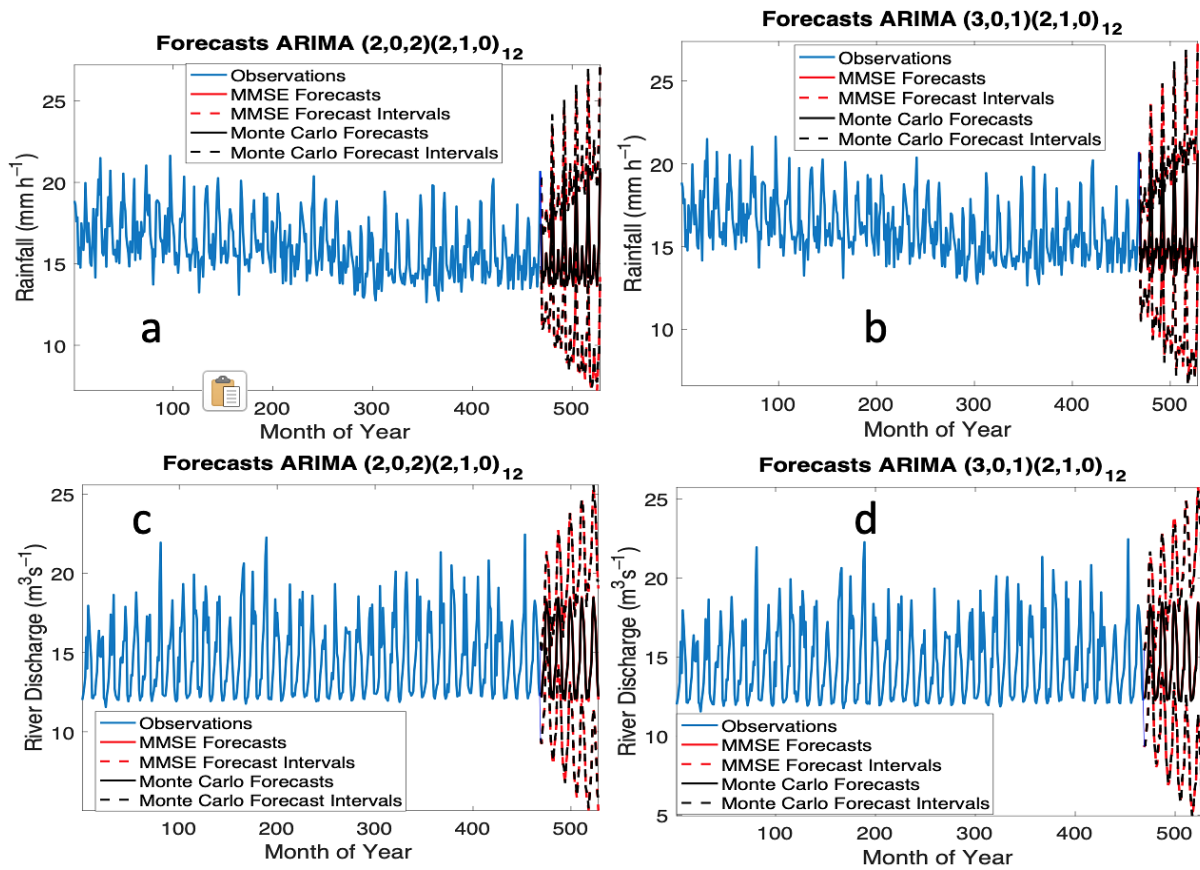 Forecasts ARIMA (2,0,2)(2,1,0)12
Observations
MMSE Forecasts
MMSE Forecast Intervals
Monte Carlo Forecasts
Monte Carlo Forecast Intervals
Rainfall (mm h−1)
25
20
15
10
a
100 200 300 400 500
Month of Year
Forecasts ARIMA (3,0,1)(2,1,0)12
Observations
MMSE Forecasts
MMSE Forecast Intervals
Monte Carlo Forecasts
Monte Carlo Forecast Intervals
Rainfall (mm h−1)
25
20
15
10
b
100 200 300 400 500
Month of Year
Forecasts ARIMA (2,0,2)(2,1,0)12
c
River Discharge (m3s−1)
25
20
15
10
Observations
MMSE Forecasts
MMSE Forecast Intervals
Monte Carlo Forecasts
Monte Carlo Forecast Intervals
100 200 300 400 500
Month of Year
Forecasts ARIMA (3,0,1)(2,1,0)12
d
River Discharge (m3s−1)
25
20
15
10
5
Observations
MMSE Forecasts
MMSE Forecast Intervals
Monte Carlo Forecasts
Monte Carlo Forecast Intervals
100 200 300 400 500
Month of Year